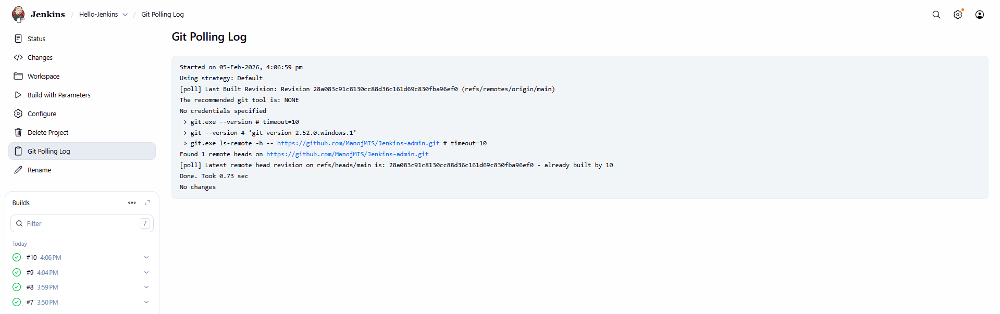 Jenkins / Hello-Jenkins / Git Polling Log
Status
Changes
Workspace
Build with Parameters
Configure
Delete Project
Git Polling Log
Rename
Builds
Filter /
Today
#10 4:06 PM
#9 4:04 PM
#8 3:59 PM
#7 3:50 PM
Git Polling Log
Started on 05-Feb-2026, 4:06:59 pm
Using strategy: Default
[poll] Last Built Revision: Revision 28a083c91c8130cc88d36c161d69c830fba96ef0 (refs/remotes/origin/main)
The recommended git tool is: NONE
No credentials specified
> git.exe --version # timeout=10
> git --version # 'git version 2.52.0.windows.1'
> git.exe ls-remote -h -- https://github.com/ManojMIS/Jenkins-admin.git # timeout=10
Found 1 remote heads on https://github.com/ManojMIS/Jenkins-admin.git
[poll] Latest remote head revision on refs/heads/main is: 28a083c91c8130cc88d36c161d69c830fba96ef0 - already built by 10
Done. Took 0.73 sec
No changes